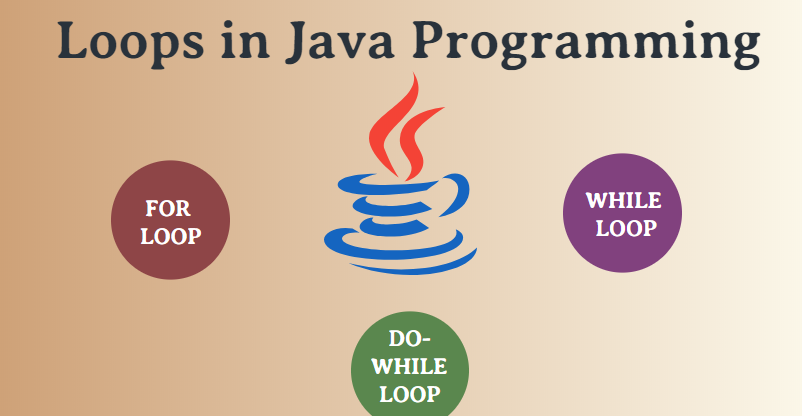 Loops in Java Programming
FOR
LOOP
WHILE
LOOP
DO-
WHILE
LOOP